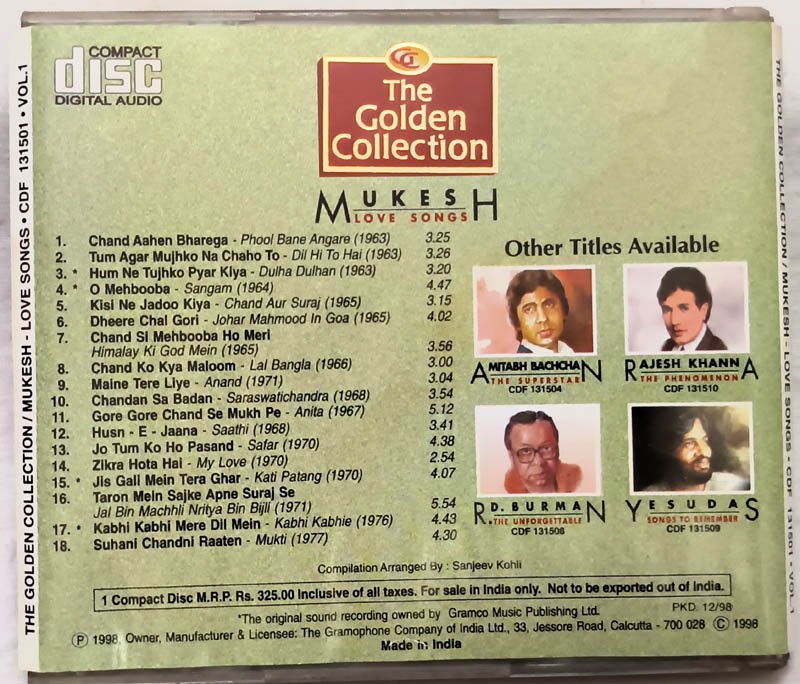 COMPACT
disc
DIGITAL AUDIO
The
Golden
Collection
MUKESH
LOVE SONGS
1. Chand Aahen Bharega - Phool Bane Angare (1963) 3.25
2. Tum Agar Mujhko Na Chaho To - Dil Hi To Hai (1963) 3.26
3. * Hum Ne Tujhko Pyar Kiya - Dulha Dulhan (1963) 3.20
4. * O Mehbooba - Sangam (1964) 4.47
5. Kisi Ne Jadoo Kiya - Chand Aur Suraj (1965) 3.15
6. Dheere Chal Gori - Johar Mahmood In Goa (1965) 4.02
7. Chand Si Mehbooba Ho Meri
Himalay Ki God Mein (1965) 3.56
8. Chand Ko Kya Maloom - Lal Bangla (1966) 3.00
9. Maine Tere Liye - Anand (1971) 3.04
10. Chandan Sa Badan - Saraswatichandra (1968) 3.54
11. Gore Gore Chand Se Mukh Pe - Anita (1967) 5.12
12. Husn - E - Jaana - Saathi (1968) 3.41
13. Jo Tum Ko Ho Pasand - Safar (1970) 4.38
14. Zikra Hota Hai - My Love (1970) 2.54
15. * Jis Gali Mein Tera Ghar - Kati Patang (1970) 4.07
16. Taron Mein Sajke Apne Suraj Se
Jal Bin Machhli Nritya Bin Bijli (1971) 5.54
17. * Kabhi Kabhi Mere Dil Mein - Kabhi Kabhie (1976) 4.43
18. Suhani Chandni Raaten - Mukti (1977) 4.30
Other Titles Available
AMITABH BACHCHAN
THE SUPERSTAR
CDF 131504
RAJESH KHANNA
THE PHENOMENON
CDF 131510
R.D. BURMAN
THE UNFORGETTABLE
CDF 131508
YESUDAS
SONGS TO REMEMBER
CDF 131509
Compilation Arranged By : Sanjeev Kohli
1 Compact Disc M.R.P. Rs. 325.00 Inclusive of all taxes. For sale in India only. Not to be exported out of India.
*The original sound recording owned by Gramco Music Publishing Ltd. PKD. 12/98
Ⓟ 1998, Owner, Manufacturer & Licensee: The Gramophone Company of India Ltd., 33, Jessore Road, Calcutta - 700 028 © 1998
Made in India
THE GOLDEN COLLECTION / MUKESH - LOVE SONGS • CDF 131501 • VOL.1
THE GOLDEN COLLECTION / MUKESH - LOVE SONGS • CDF 131501 • VOL.1